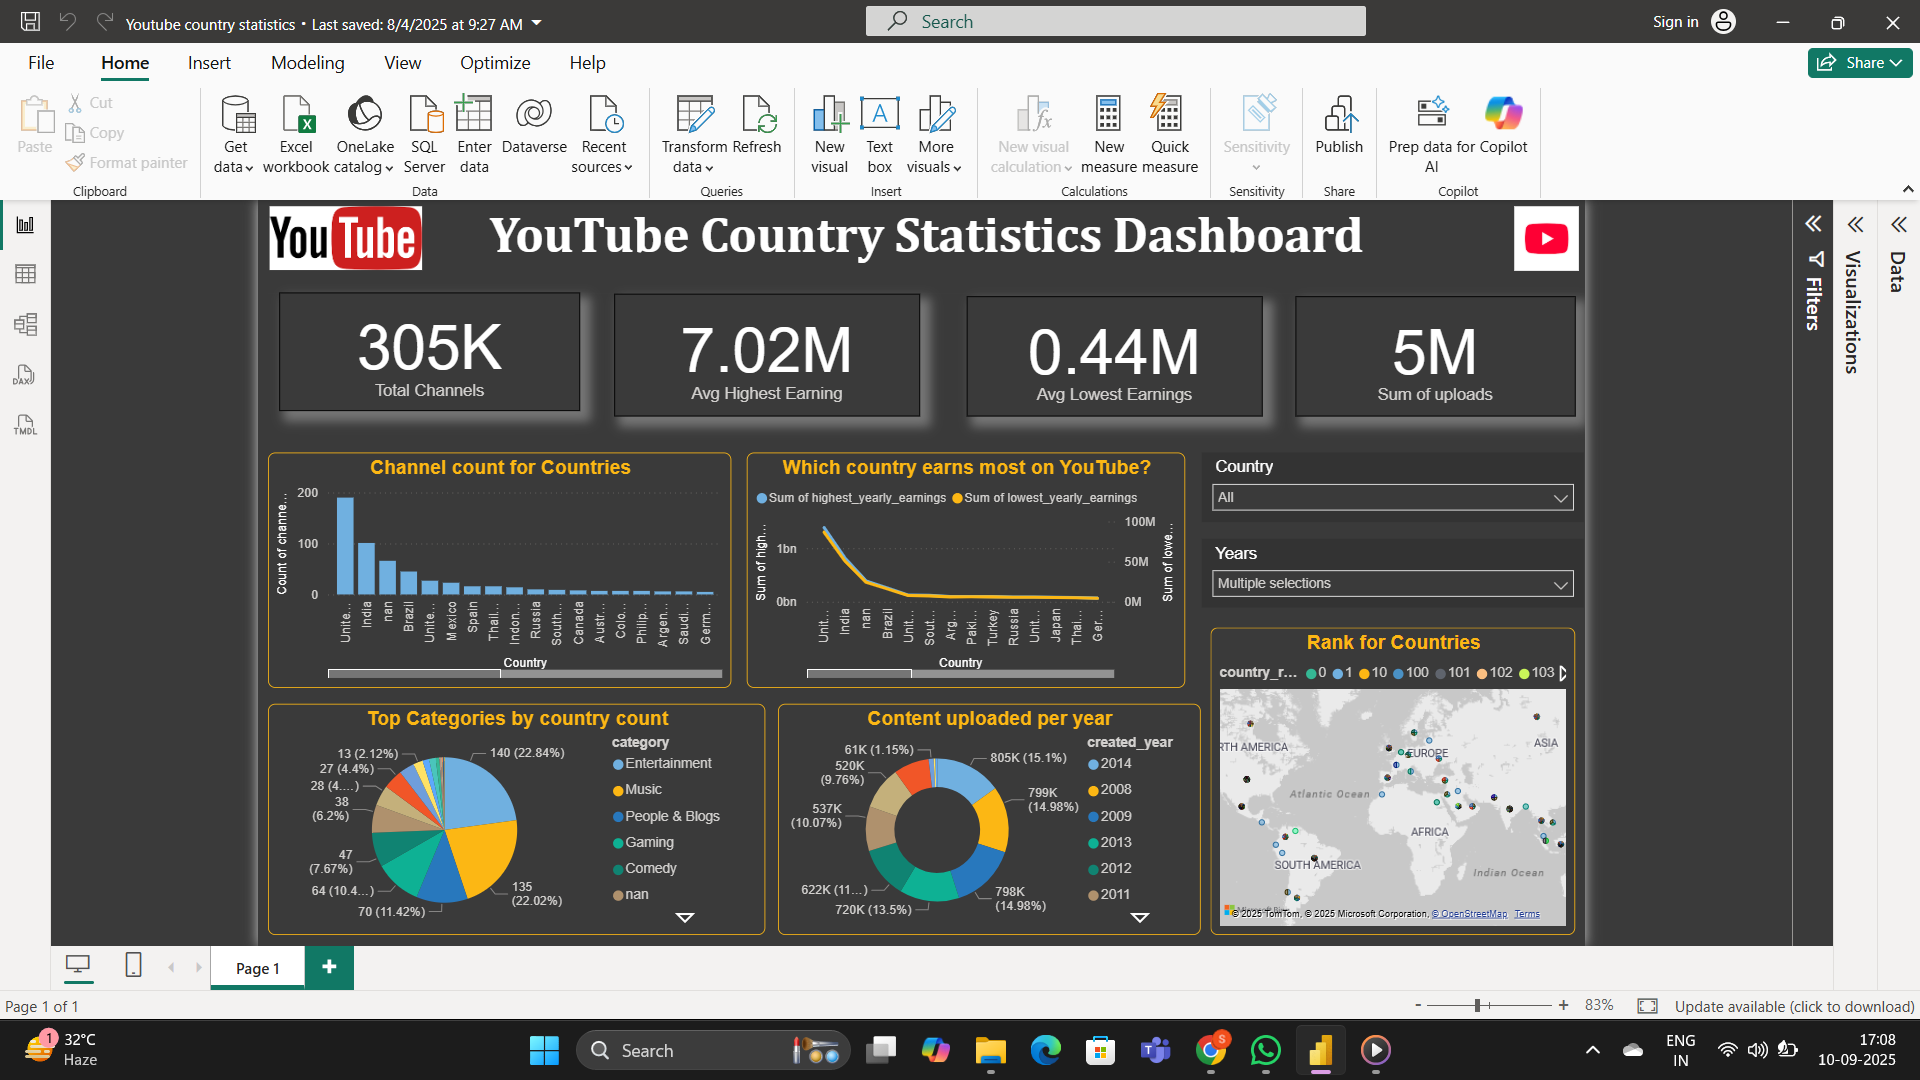 Youtube country statistics • Last saved: 8/4/2025 at 9:27 AM
Search
Sign in
File
Home
Insert
Modeling
View
Optimize
Help
Share
Paste
Cut
Copy
Format painter
Clipboard
Get data
Excel workbook
OneLake catalog
SQL Server
Enter data
Dataverse
Recent sources
Data
Transform data
Refresh
Queries
New visual
Text box
More visuals
Insert
New visual calculation
New measure
Quick measure
Calculations
Sensitivity
Sensitivity
Publish
Share
Prep data for AI
Copilot
Copilot
DAX
TMDL
YouTube
YouTube Country Statistics Dashboard
305K
Total Channels
7.02M
Avg Highest Earning
0.44M
Avg Lowest Earnings
5M
Sum of uploads
Filters
Visualizations
Data
Channel count for Countries
Count of channe...
200
100
0
Unite...
India
nan
Brazil
Unite...
Mexico
Spain
Thail...
Indon...
Russia
South...
Canada
Austr...
Colo...
Philip...
Argen...
Saudi...
Germ...
Country
Which country earns most on YouTube?
Sum of highest_yearly_earnings
Sum of lowest_yearly_earnings
Sum of high...
1bn
0bn
100M
50M
0M
Sum of lowe...
Unit...
India
nan
Brazil
Unit...
Sout...
Arg...
Paki...
Turkey
Russia
Unit...
Japan
Thai...
Ger...
Country
Country
All
Years
Multiple selections
Rank for Countries
country_r...
0
1
10
100
101
102
103
RTH AMERICA
EUROPE
ASIA
Atlantic Ocean
AFRICA
SOUTH AMERICA
Indian Ocean
© 2025 TomTom, © 2025 Microsoft Corporation, © OpenStreetMap Terms
Top Categories by country count
13 (2.12%)
27 (4.4%)
28 (4....)
38 (6.2%)
47 (7.67%)
64 (10.4...)
70 (11.42%)
135 (22.02%)
140 (22.84%)
category
Entertainment
Music
People & Blogs
Gaming
Comedy
nan
Content uploaded per year
61K (1.15%)
520K (9.76%)
537K (10.07%)
622K (11...)
720K (13.5%)
798K (14.98%)
799K (14.98%)
805K (15.1%)
created_year
2014
2008
2009
2013
2012
2011
Page 1
Page 1 of 1
83%
Update available (click to download)
1
32°C
Haze
Search
S
ENG
IN
17:08
10-09-2025